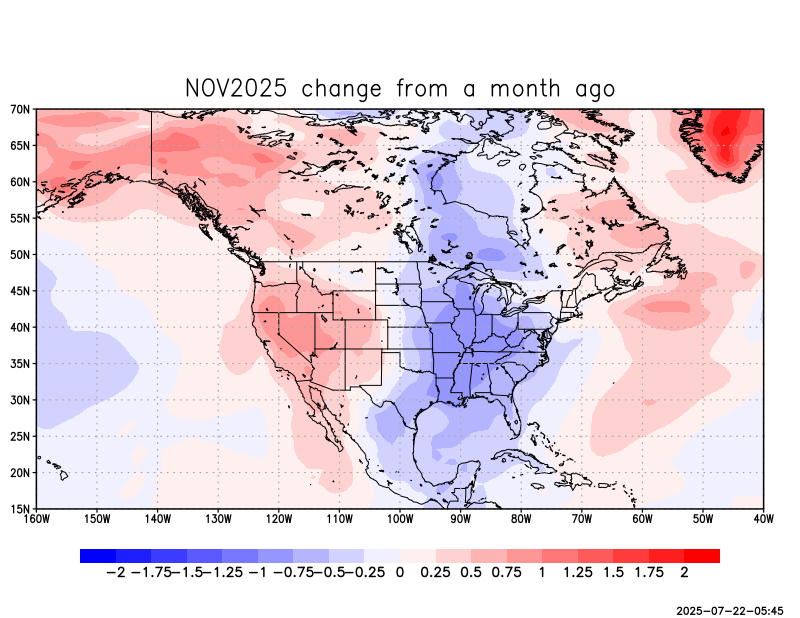 NOV2025 change from a month ago
70N
65N
60N
55N
50N
45N
40N
35N
30N
25N
20N
15N
160W 150W 140W 130W 120W 110W 100W 90W 80W 70W 60W 50W 40W
−2 −1.75 −1.5 −1.25 −1 −0.75 −0.5 −0.25 0 0.25 0.5 0.75 1 1.25 1.5 1.75 2
2025-07-22-05:45